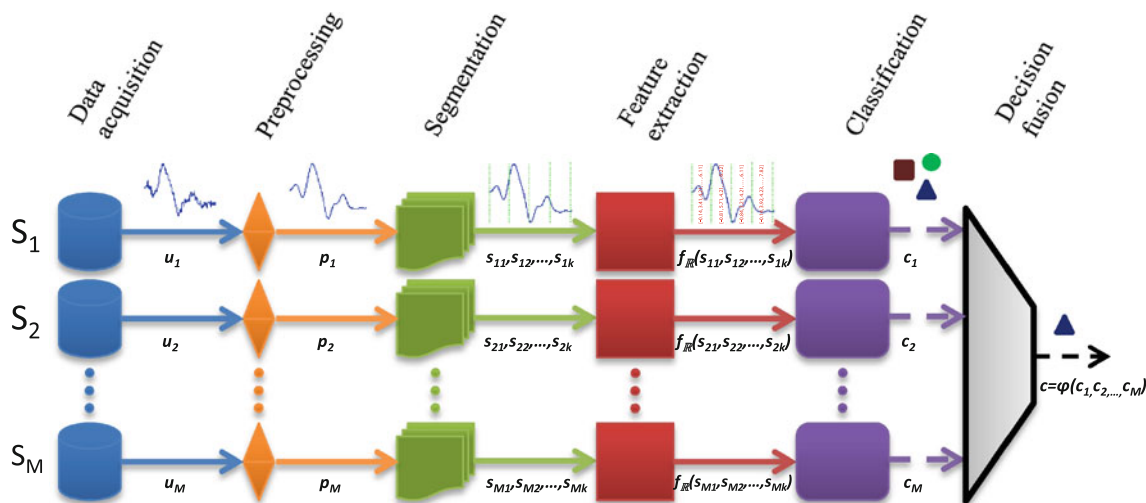 Data
acquisition
Preprocessing
Segmentation
Feature
extraction
Classification
Decision
fusion
S1
u1
p1
s11,s12,...,s1k
fℝ(s11,s12,...,s1k)
c1
S2
u2
p2
s21,s22,...,s2k
fℝ(s21,s22,...,s2k)
c2
c=φ(c1,c2,...,cM)
SM
uM
pM
sM1,sM2,...,sMk
fℝ(sM1,sM2,...,sMk)
cM